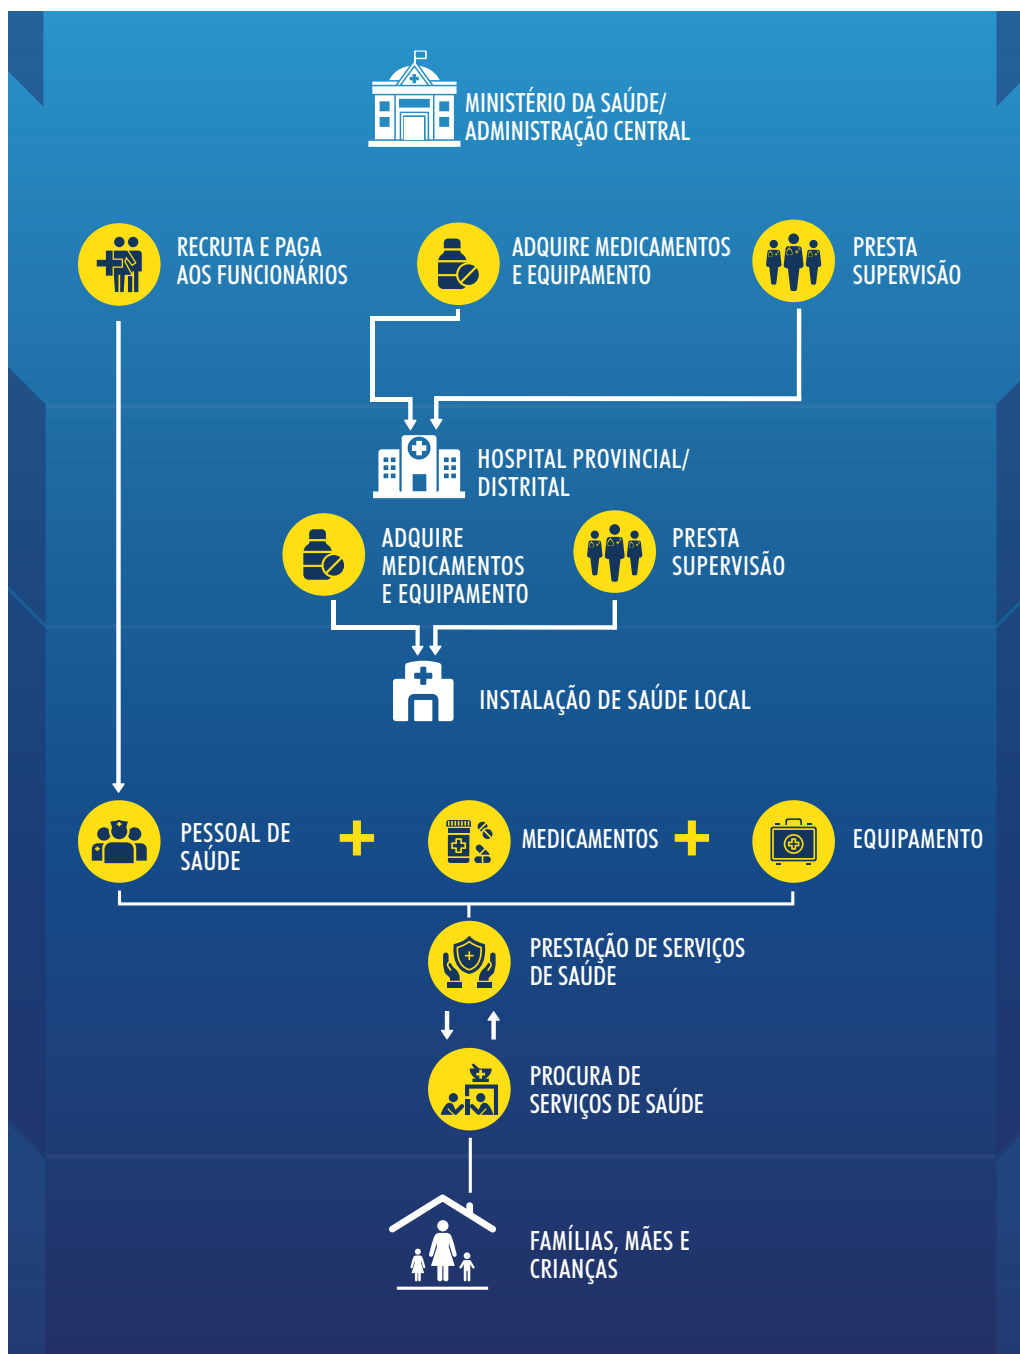 MINISTÉRIO DA SAÚDE/
ADMINISTRAÇÃO CENTRAL
RECRUTA E PAGA
AOS FUNCIONÁRIOS
ADQUIRE MEDICAMENTOS
E EQUIPAMENTO
PRESTA
SUPERVISÃO
HOSPITAL PROVINCIAL/
DISTRITAL
ADQUIRE
MEDICAMENTOS
E EQUIPAMENTO
PRESTA
SUPERVISÃO
INSTALAÇÃO DE SAÚDE LOCAL
PESSOAL DE
SAÚDE
MEDICAMENTOS
EQUIPAMENTO
PRESTAÇÃO DE SERVIÇOS
DE SAÚDE
PROCURA DE
SERVIÇOS DE SAÚDE
FAMÍLIAS, MÃES E
CRIANÇAS